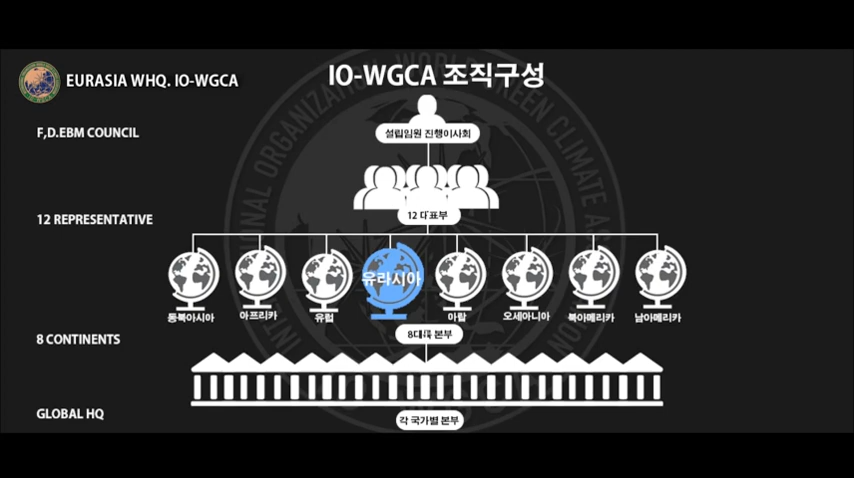 EURASIA WHQ. IO-WGCA
IO-WGCA 조직구성
F,D.EBM COUNCIL
설립임원 진행이사회
12 REPRESENTATIVE
12 대표부
동북아시아
아프리카
유럽
유라시아
아랍
오세아니아
북아메리카
남아메리카
8 CONTINENTS
8대륙 본부
GLOBAL HQ
각 국가별 본부